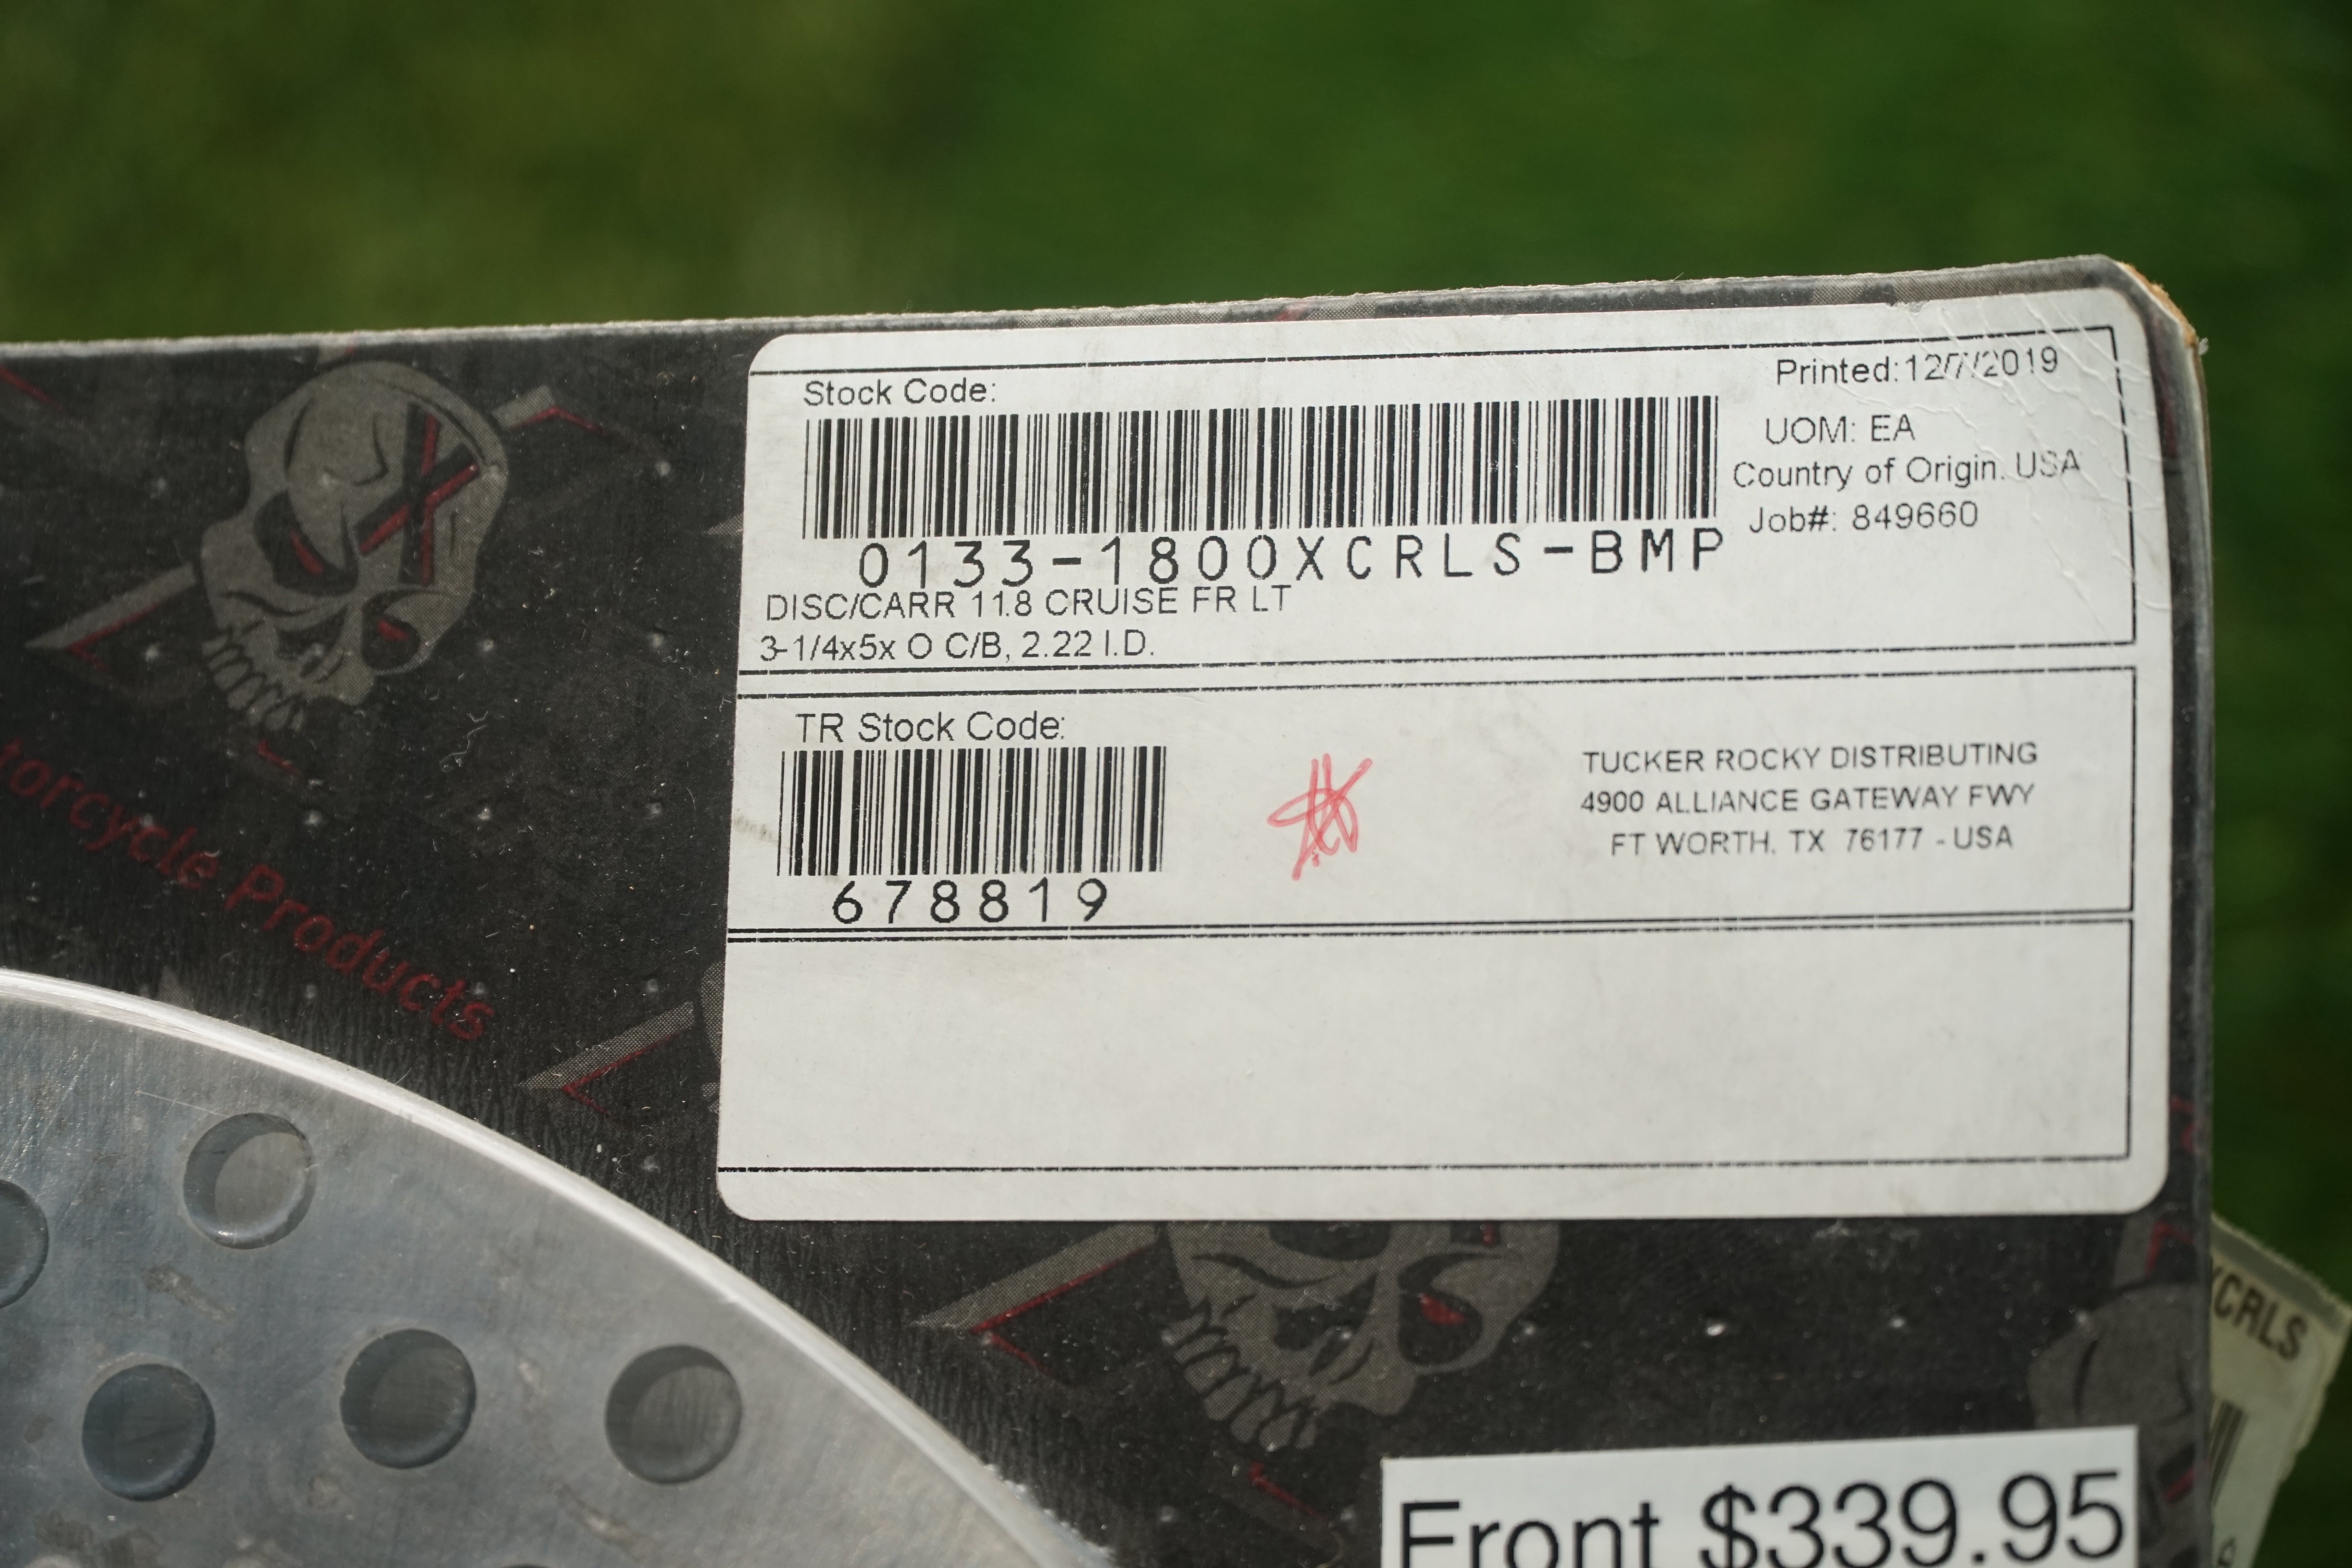 Stock Code:
Printed:12/7/2019
UOM: EA
Country of Origin. USA
Job#: 849660
0133-1800XCRLS-BMP
DISC/CARR 11.8 CRUISE FR LT
3-1/4x5x O C/B, 2.22 I.D.
TR Stock Code:
678819
TUCKER ROCKY DISTRIBUTING
4900 ALLIANCE GATEWAY FWY
FT WORTH, TX 76177 - USA
torcycle Products
XCRLS
Front $339.95